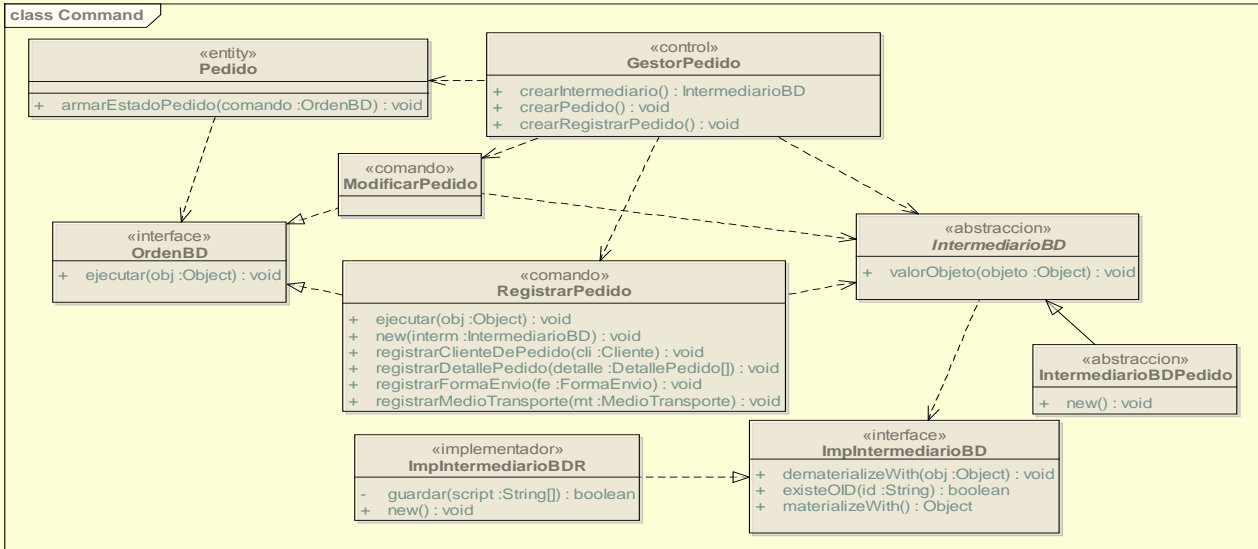 class Command
«entity»
Pedido
+ armarEstadoPedido(comando :OrdenBD) : void
«control»
GestorPedido
+ crearIntermediario() : IntermediarioBD
+ crearPedido() : void
+ crearRegistrarPedido() : void
«comando»
ModificarPedido
«interface»
OrdenBD
+ ejecutar(obj :Object) : void
«abstraccion»
IntermediarioBD
+ valorObjeto(objeto :Object) : void
«comando»
RegistrarPedido
+ ejecutar(obj :Object) : void
+ new(interm :IntermediarioBD) : void
+ registrarClienteDePedido(cli :Cliente) : void
+ registrarDetallePedido(detalle :DetallePedido[]) : void
+ registrarFormaEnvio(fe :FormaEnvio) : void
+ registrarMedioTransporte(mt :MedioTransporte) : void
«abstraccion»
IntermediarioBDPedido
+ new() : void
«implementador»
ImpIntermediarioBDR
- guardar(script :String[]) : boolean
+ new() : void
«interface»
ImpIntermediarioBD
+ dematerializeWith(obj :Object) : void
+ existeOID(id :String) : boolean
+ materializeWith() : Object